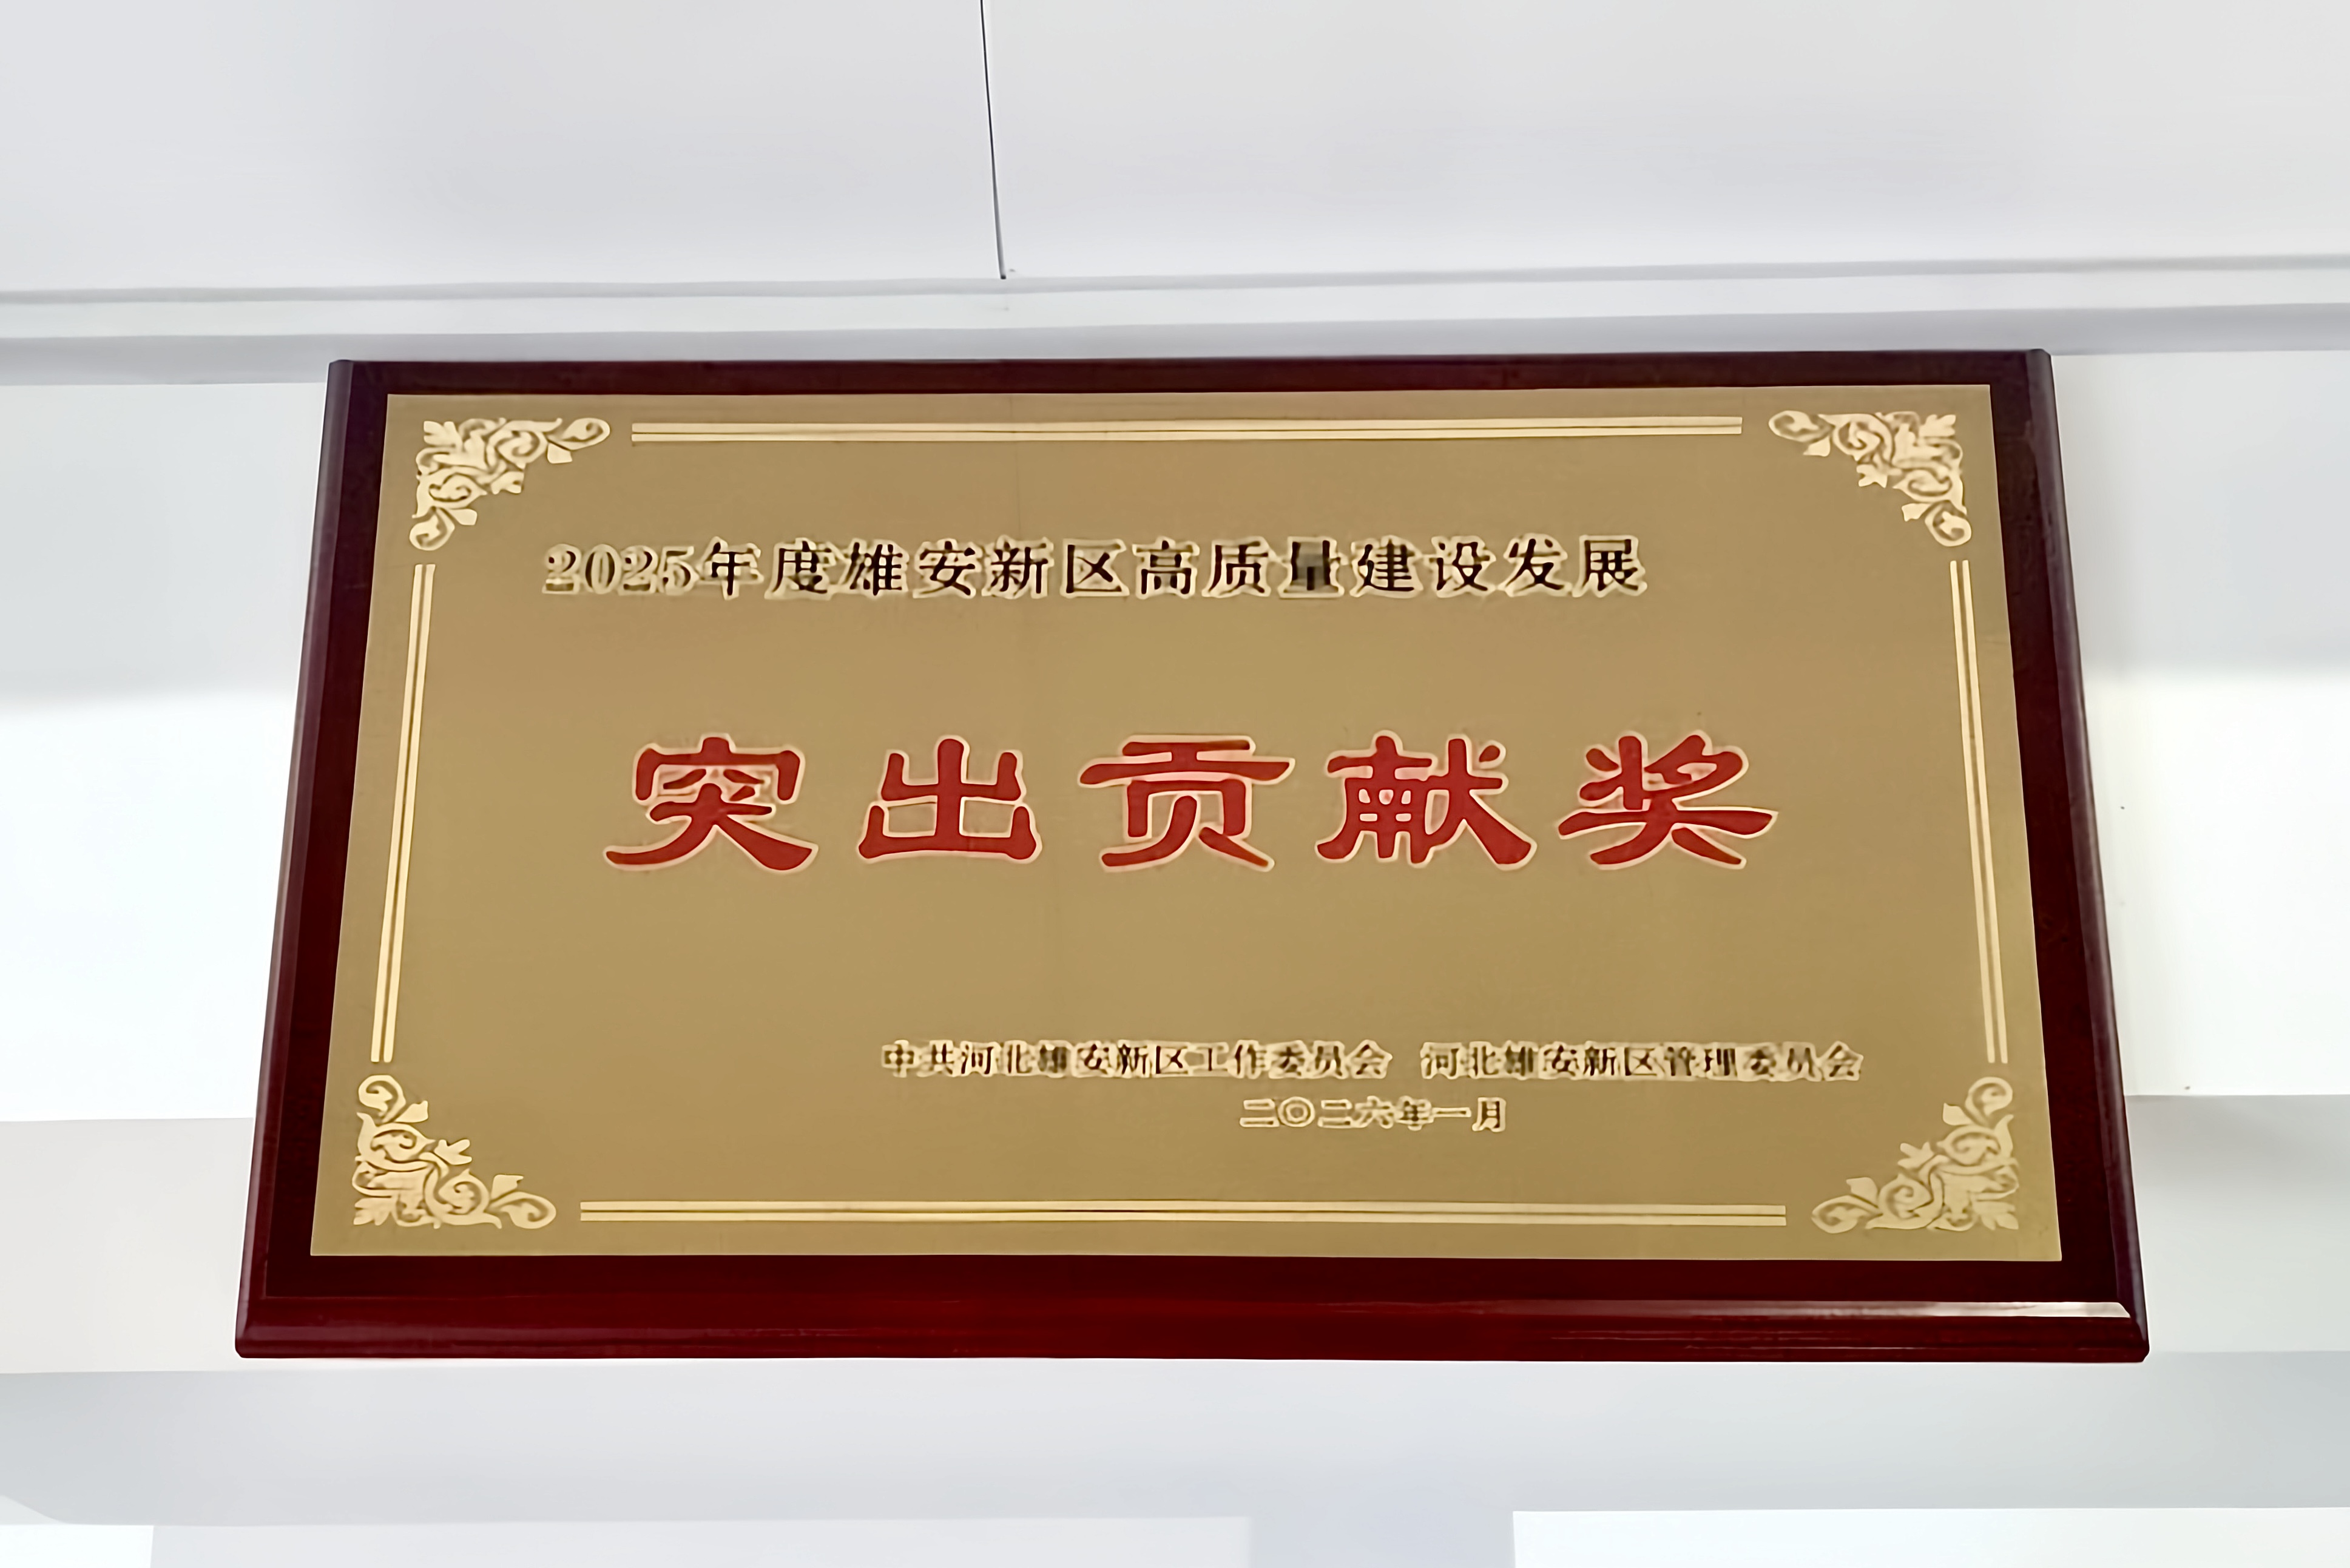 2025年度雄安新区高质量建设发展
突出贡献奖
中共河北雄安新区工作委员会 河北雄安新区管理委员会
二〇二六年一月